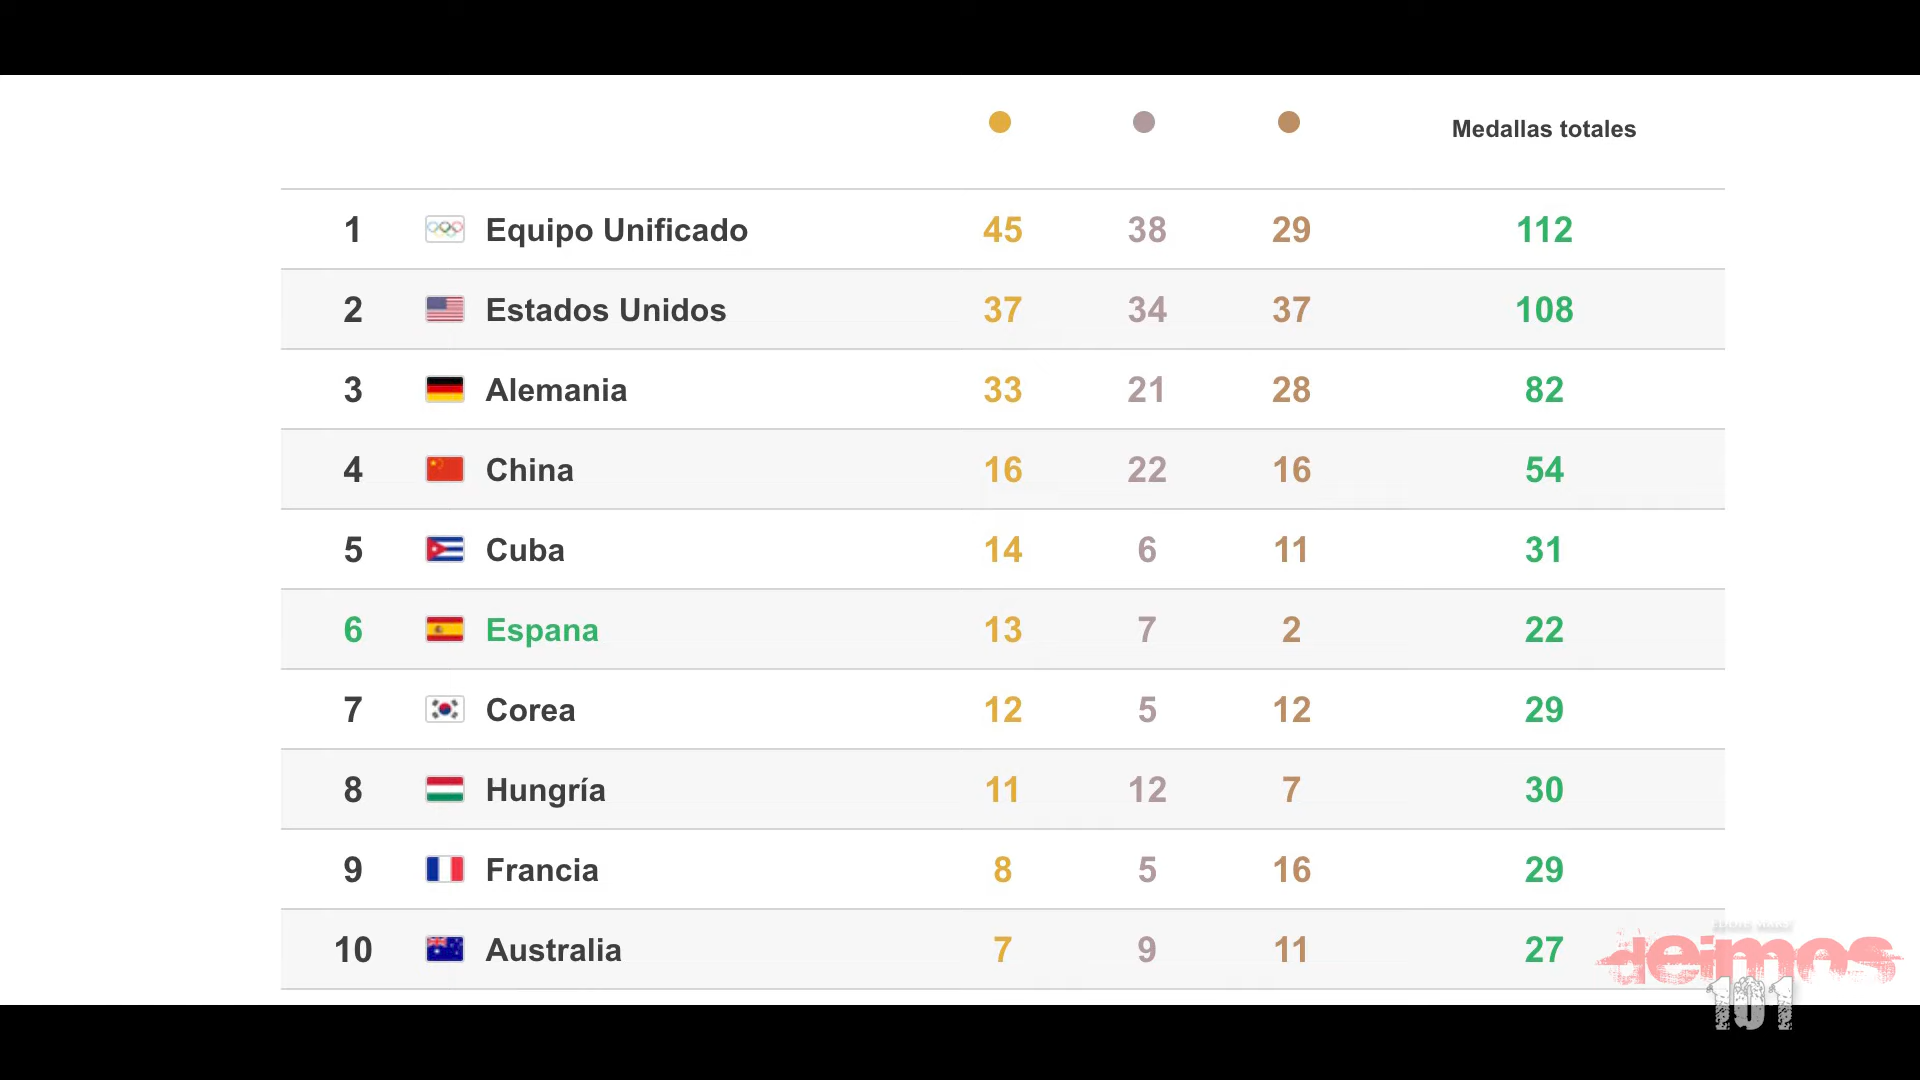 Medallas totales
1 Equipo Unificado 45 38 29 112
2 Estados Unidos 37 34 37 108
3 Alemania 33 21 28 82
4 China 16 22 16 54
5 Cuba 14 6 11 31
6 Espana 13 7 2 22
7 Corea 12 5 12 29
8 Hungría 11 12 7 30
9 Francia 8 5 16 29
10 Australia 7 9 11 27
deimos
101